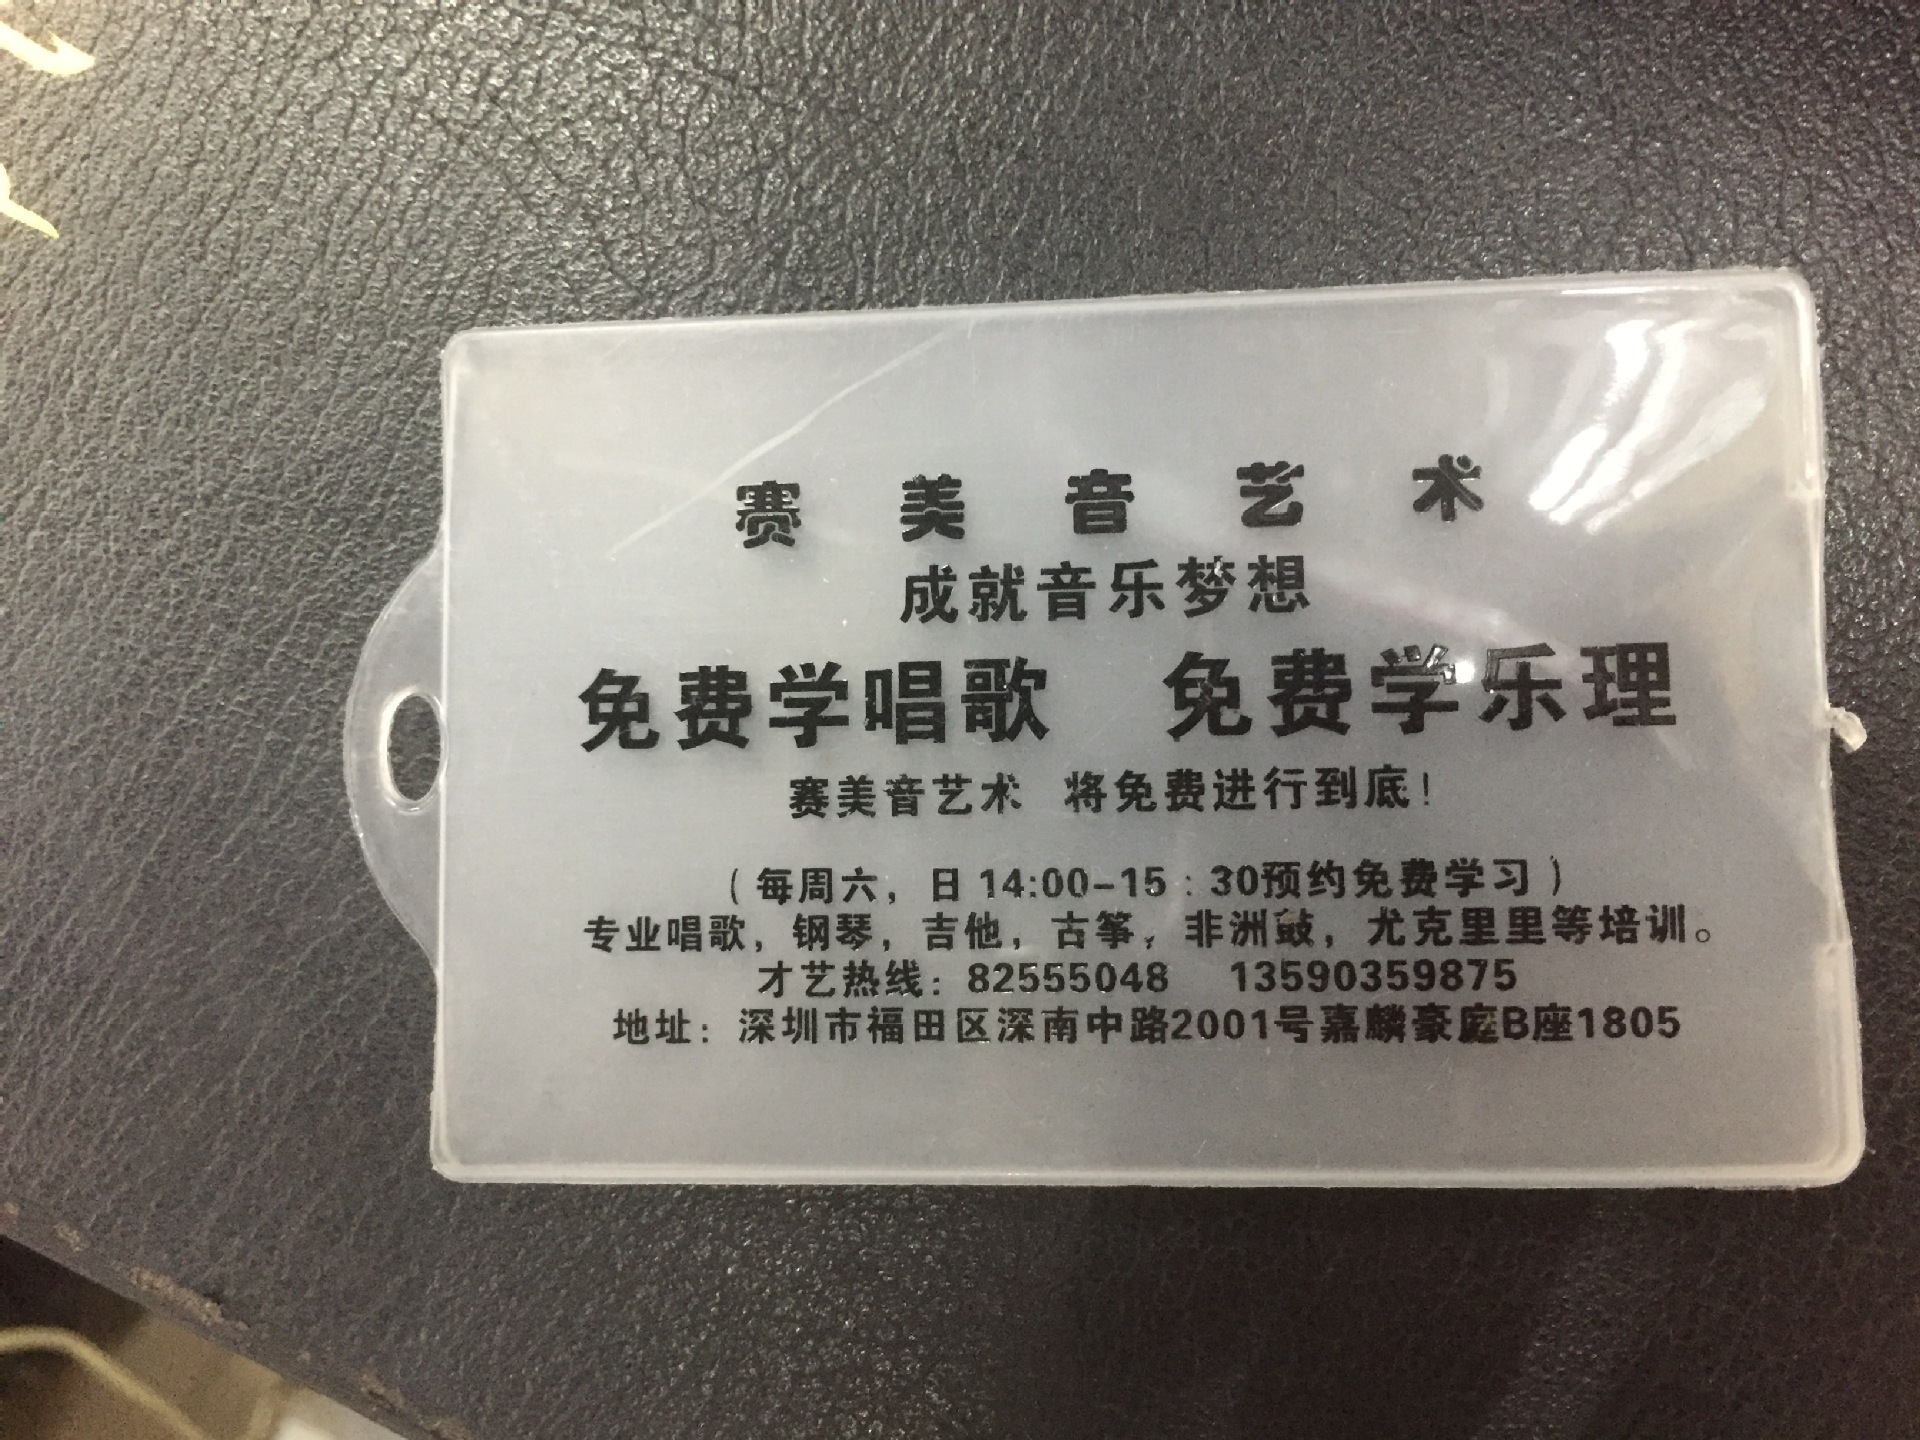 赛美音艺术
成就音乐梦想
免费学唱歌 免费学乐理
赛美音艺术 将免费进行到底！
（每周六，日14:00-15：30预约免费学习）
专业唱歌，钢琴，吉他，古筝，非洲鼓，尤克里里等培训。
才艺热线：82555048 13590359875
地址：深圳市福田区深南中路2001号嘉麟豪庭B座1805